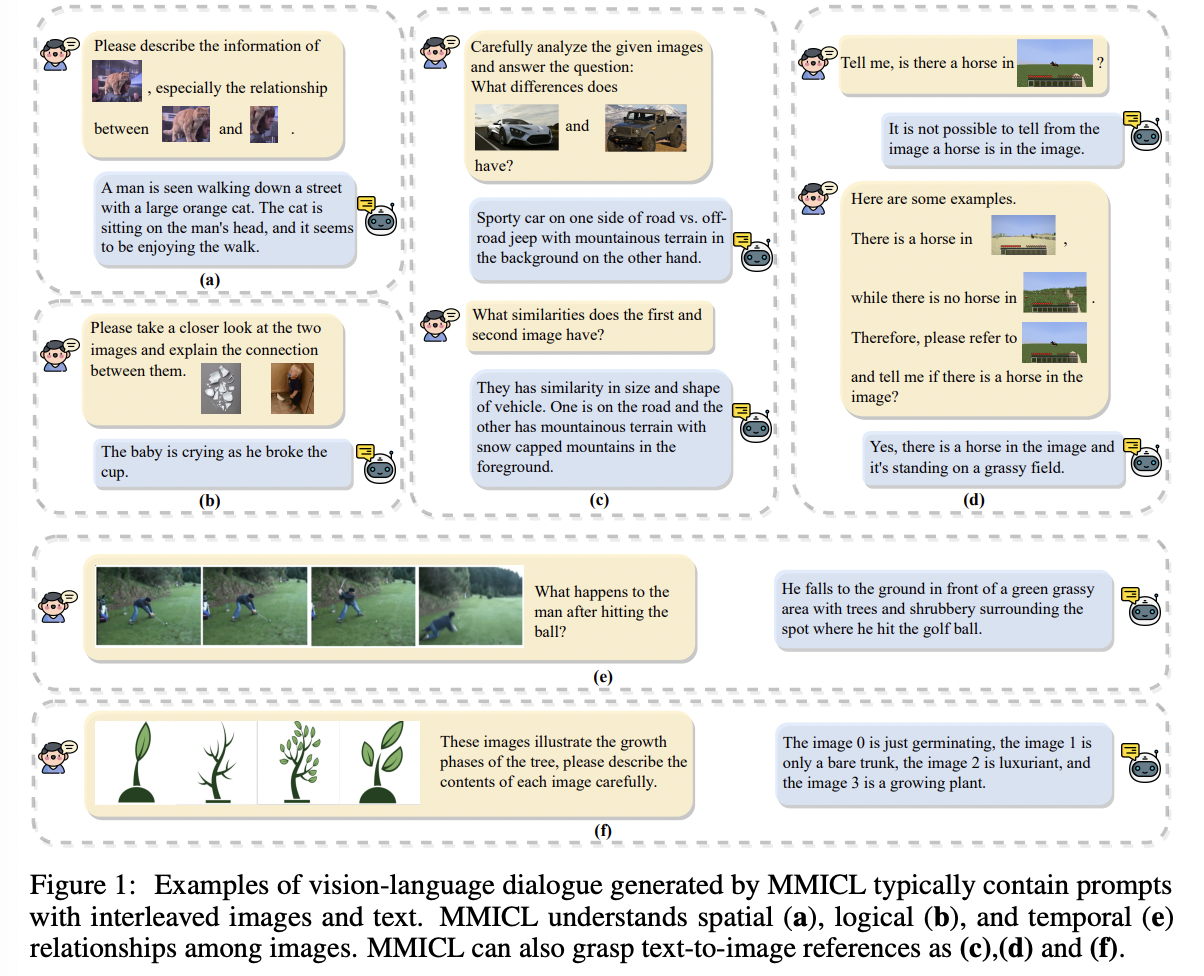 Please describe the information of
, especially the relationship
between and .
A man is seen walking down a street
with a large orange cat. The cat is
sitting on the man's head, and it seems
to be enjoying the walk.
(a)
Please take a closer look at the two
images and explain the connection
between them.
The baby is crying as he broke the
cup.
(b)
Carefully analyze the given images
and answer the question:
What differences does
and
have?
Sporty car on one side of road vs. off-
road jeep with mountainous terrain in
the background on the other hand.
What similarities does the first and
second image have?
They has similarity in size and shape
of vehicle. One is on the road and the
other has mountainous terrain with
snow capped mountains in the
foreground.
(c)
Tell me, is there a horse in ?
It is not possible to tell from the
image a horse is in the image.
Here are some examples.
There is a horse in ,
while there is no horse in .
Therefore, please refer to
and tell me if there is a horse in the
image?
Yes, there is a horse in the image and
it's standing on a grassy field.
(d)
What happens to the
man after hitting the
ball?
He falls to the ground in front of a green grassy
area with trees and shrubbery surrounding the
spot where he hit the golf ball.
(e)
These images illustrate the growth
phases of the tree, please describe the
contents of each image carefully.
The image 0 is just germinating, the image 1 is
only a bare trunk, the image 2 is luxuriant, and
the image 3 is a growing plant.
(f)
Figure 1: Examples of vision-language dialogue generated by MMICL typically contain prompts
with interleaved images and text. MMICL understands spatial (a), logical (b), and temporal (e)
relationships among images. MMICL can also grasp text-to-image references as (c),(d) and (f).